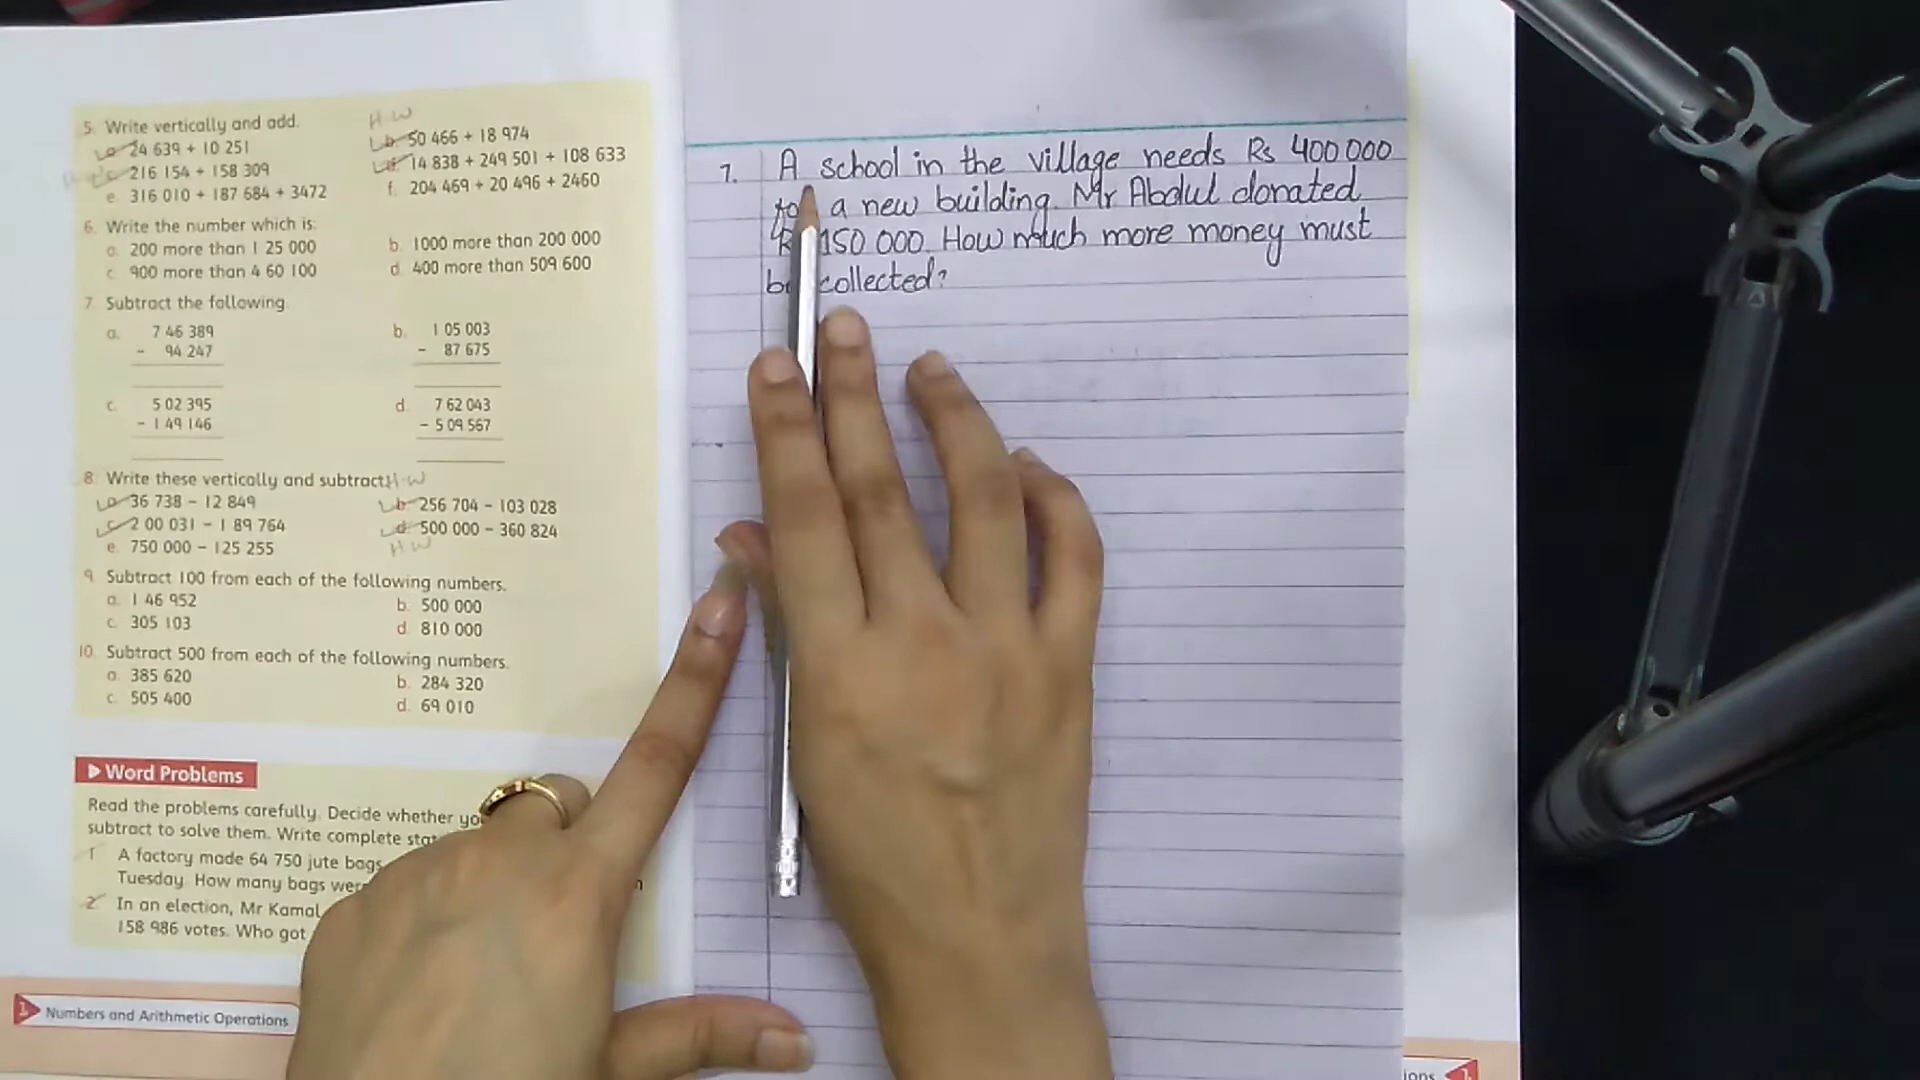 5. Write vertically and add.
H.W
a. 24 639 + 10 251
b. 50 466 + 18 974
c. 216 154 + 158 309
d. 14 838 + 249 501 + 108 633
e. 316 010 + 187 684 + 3472
f. 204 469 + 20 496 + 2460
6. Write the number which is:
a. 200 more than 1 25 000
b. 1000 more than 200 000
c. 900 more than 4 60 100
d. 400 more than 509 600
7. Subtract the following.
a. 7 46 389
- 94 247
b. 1 05 003
- 87 675
c. 5 02 395
- 1 49 146
d. 7 62 043
- 5 09 567
8. Write these vertically and subtract. H.W
a. 36 738 - 12 849
b. 256 704 - 103 028
c. 2 00 031 - 1 89 764
d. 500 000 - 360 824
e. 750 000 - 125 255
HW
9. Subtract 100 from each of the following numbers.
a. 1 46 952
b. 500 000
c. 305 103
d. 810 000
10. Subtract 500 from each of the following numbers.
a. 385 620
b. 284 320
c. 505 400
d. 69 010
Word Problems
Read the problems carefully. Decide whether
subtract to solve them. Write complete
1 A factory made 64 750 jute bags
Tuesday. How many bags
2 In an election, Mr Kamal
158 986 votes. Who got
1 Numbers and Arithmetic Operations
7. A school in the village needs Rs 400 000
a new building. Mr Abdul donated
150 000. How much more money must
collected?